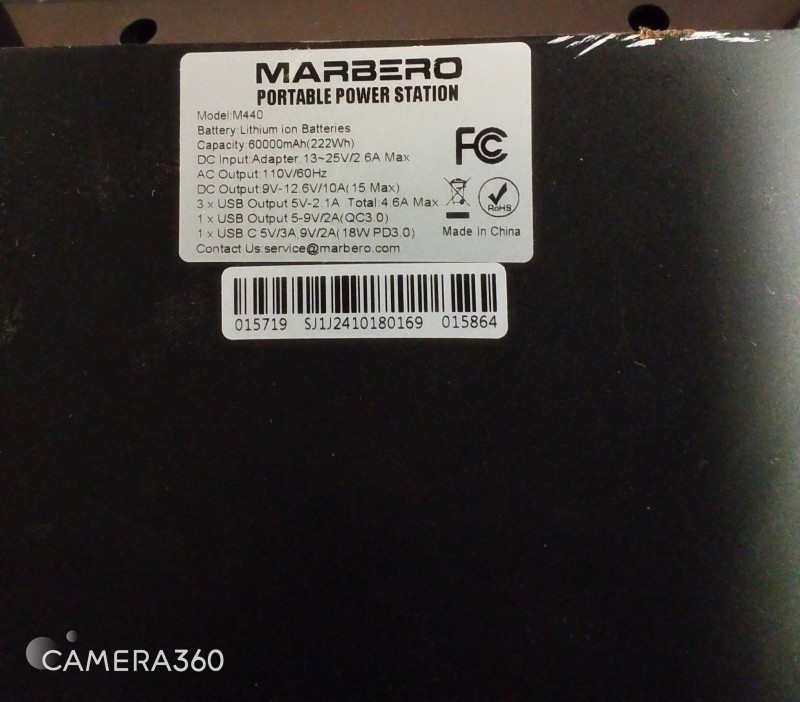 MARBERO
PORTABLE POWER STATION
Model:M440
Battery:Lithium ion Batteries
Capacity:60000mAh(222Wh)
DC Input:Adapter.13~25V/2.6A Max
AC Output:110V/60Hz
DC Output:9V-12.6V/10A(15 Max)
3 x USB Output 5V-2.1A Total:4.6A Max
1 x USB Output 5-9V/2A(QC3.0)
1 x USB C 5V/3A,9V/2A(18W PD3.0)
Contact Us:service@marbero.com
FC
RoHS
Made In China
015719 SJ1J2410180169 015864
CAMERA360